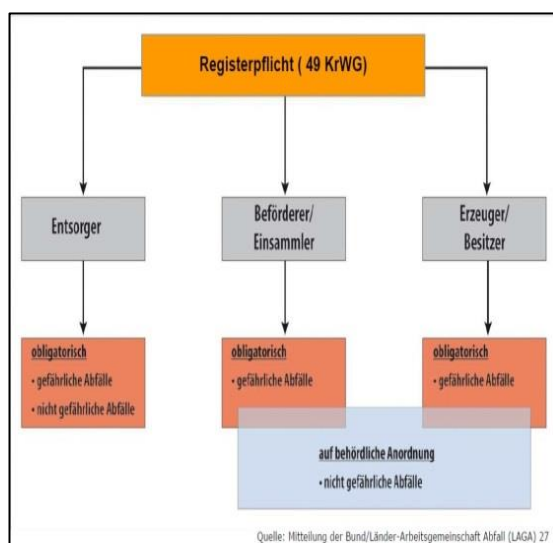 Registerpflicht ( 49 KrWG)
Entsorger
Beförderer/
Einsammler
Erzeuger/
Besitzer
obligatorisch
• gefährliche Abfälle
• nicht gefährliche Abfälle
obligatorisch
• gefährliche Abfälle
obligatorisch
• gefährliche Abfälle
auf behördliche Anordnung
• nicht gefährliche Abfälle
Quelle: Mitteilung der Bund/Länder-Arbeitsgemeinschaft Abfall (LAGA) 27